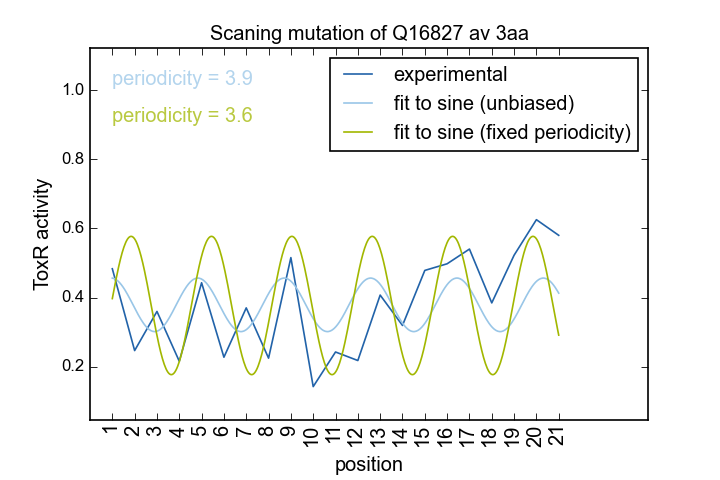 Scaning mutation of Q16827 av 3aa
periodicity = 3.9
periodicity = 3.6
experimental
fit to sine (unbiased)
fit to sine (fixed periodicity)
ToxR activity
1.0
0.8
0.6
0.4
0.2
1 2 3 4 5 6 7 8 9 10 11 12 13 14 15 16 17 18 19 20 21
position